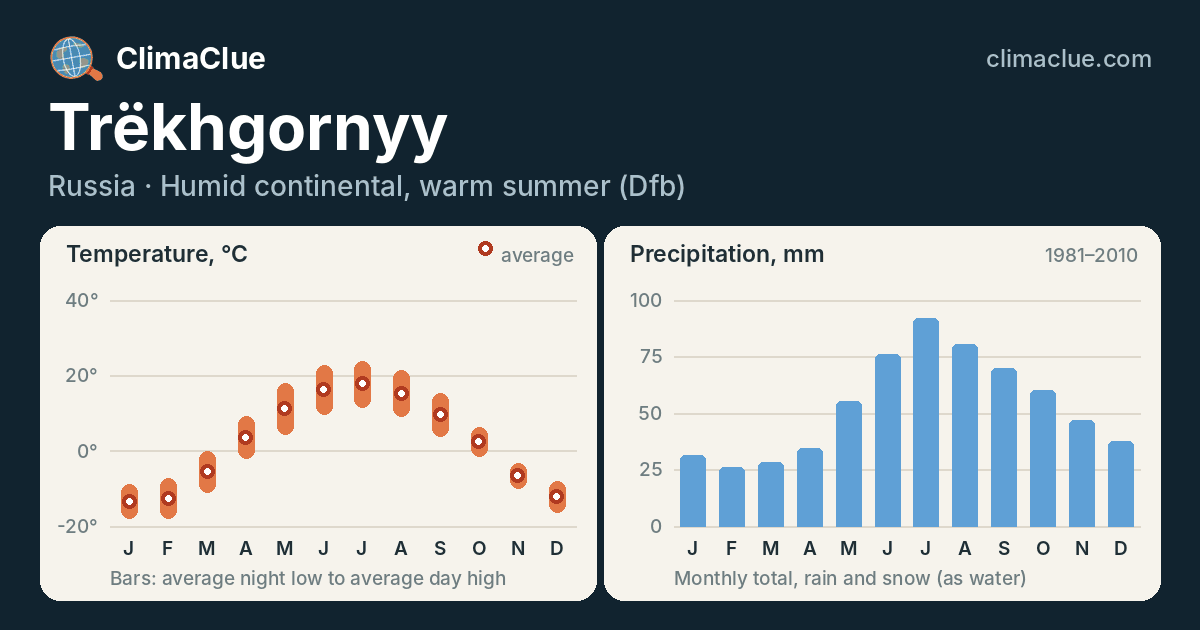 ClimaClue
climaclue.com
Trëkhgornyy
Russia · Humid continental, warm summer (Dfb)
Temperature, °C
average
40°
20°
0°
-20°
J F M A M J J A S O N D
Bars: average night low to average day high
Precipitation, mm
1981–2010
100
75
50
25
0
J F M A M J J A S O N D
Monthly total, rain and snow (as water)